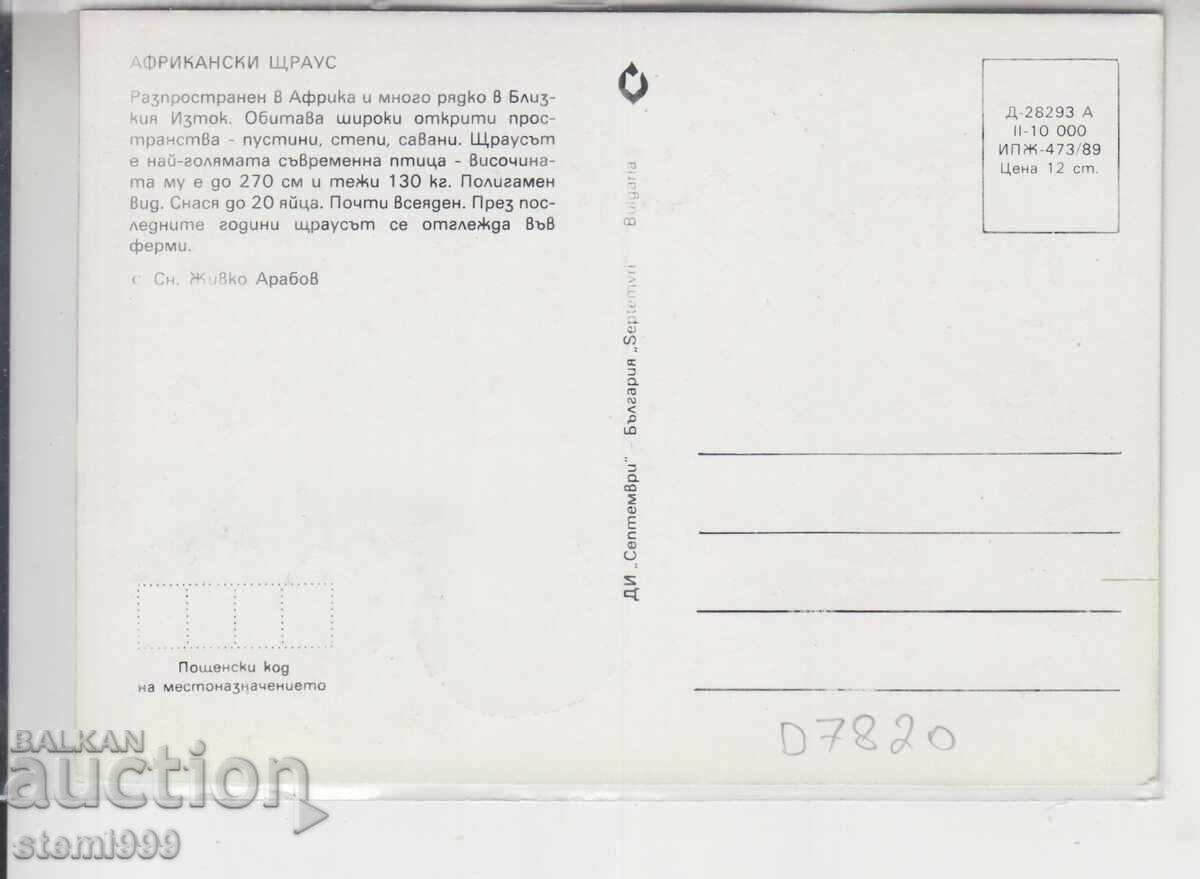 АФРИКАНСКИ ЩРАУС
Разпространен в Африка и много рядко в Близ-
кия Изток. Обитава широки открити прос-
транства - пустини, степи, савани. Щраусът
е най-голямата съвременна птица - височина-
та му е до 270 см и тежи 130 кг. Полигамен
вид. Снася до 20 яйца. Почти всеяден. През пос-
ледните години щраусът се отглежда във
ферми.
с Сн. Живко Арабов
Пощенски код
на местоназначението
ДИ „Септември" - България „Septemvri" Bulgaria
Д-28293 А
II-10 000
ИПЖ-473/89
Цена 12 ст.
D7820
BALKAN
auction
stemi999